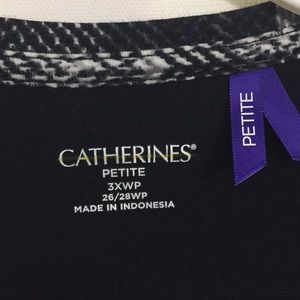 CATHERINES®
PETITE
3XWP
26/28WP
MADE IN INDONESIA
PETITE